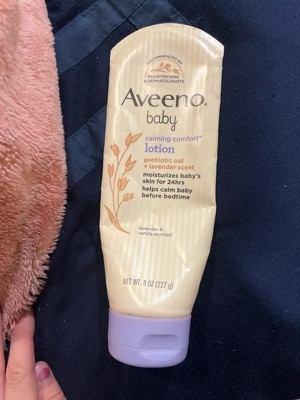 RECOMMENDED BY
PEDIATRICIANS
& DERMATOLOGISTS
Aveeno®
baby
calming comfort®
lotion
prebiotic oat
+ lavender scent
moisturizes baby's
skin for 24hrs
helps calm baby
before bedtime
lavender &
vanilla scented
NET WT. 8 OZ (227 g)